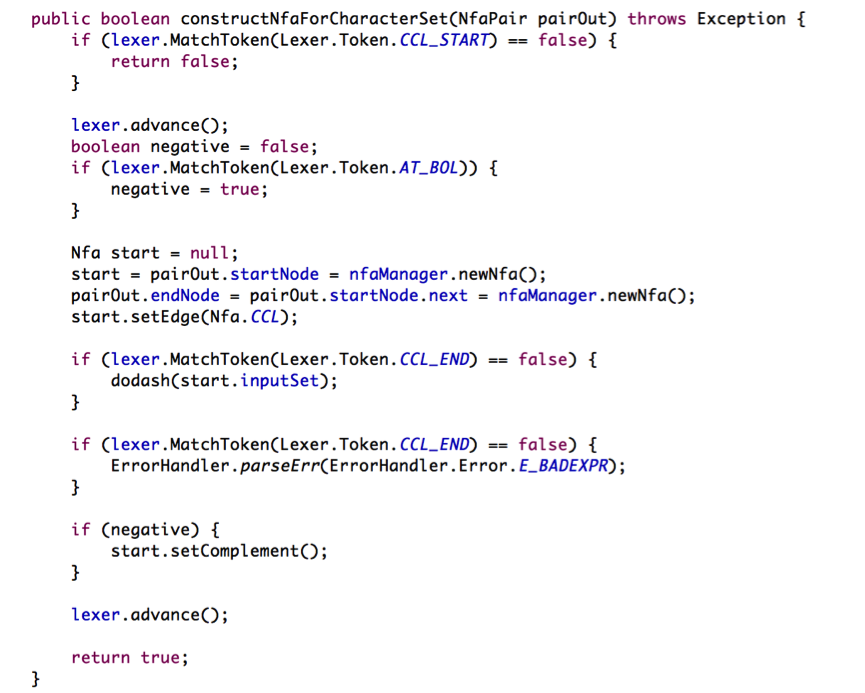 public boolean constructNfaForCharacterSet(NfaPair pairOut) throws Exception {
    if (lexer.MatchToken(Lexer.Token.CCL_START) == false) {
        return false;
    }

    lexer.advance();
    boolean negative = false;
    if (lexer.MatchToken(Lexer.Token.AT_BOL)) {
        negative = true;
    }

    Nfa start = null;
    start = pairOut.startNode = nfaManager.newNfa();
    pairOut.endNode = pairOut.startNode.next = nfaManager.newNfa();
    start.setEdge(Nfa.CCL);

    if (lexer.MatchToken(Lexer.Token.CCL_END) == false) {
        dodash(start.inputSet);
    }

    if (lexer.MatchToken(Lexer.Token.CCL_END) == false) {
        ErrorHandler.parseErr(ErrorHandler.Error.E_BADEXPR);
    }

    if (negative) {
        start.setComplement();
    }

    lexer.advance();

    return true;
}